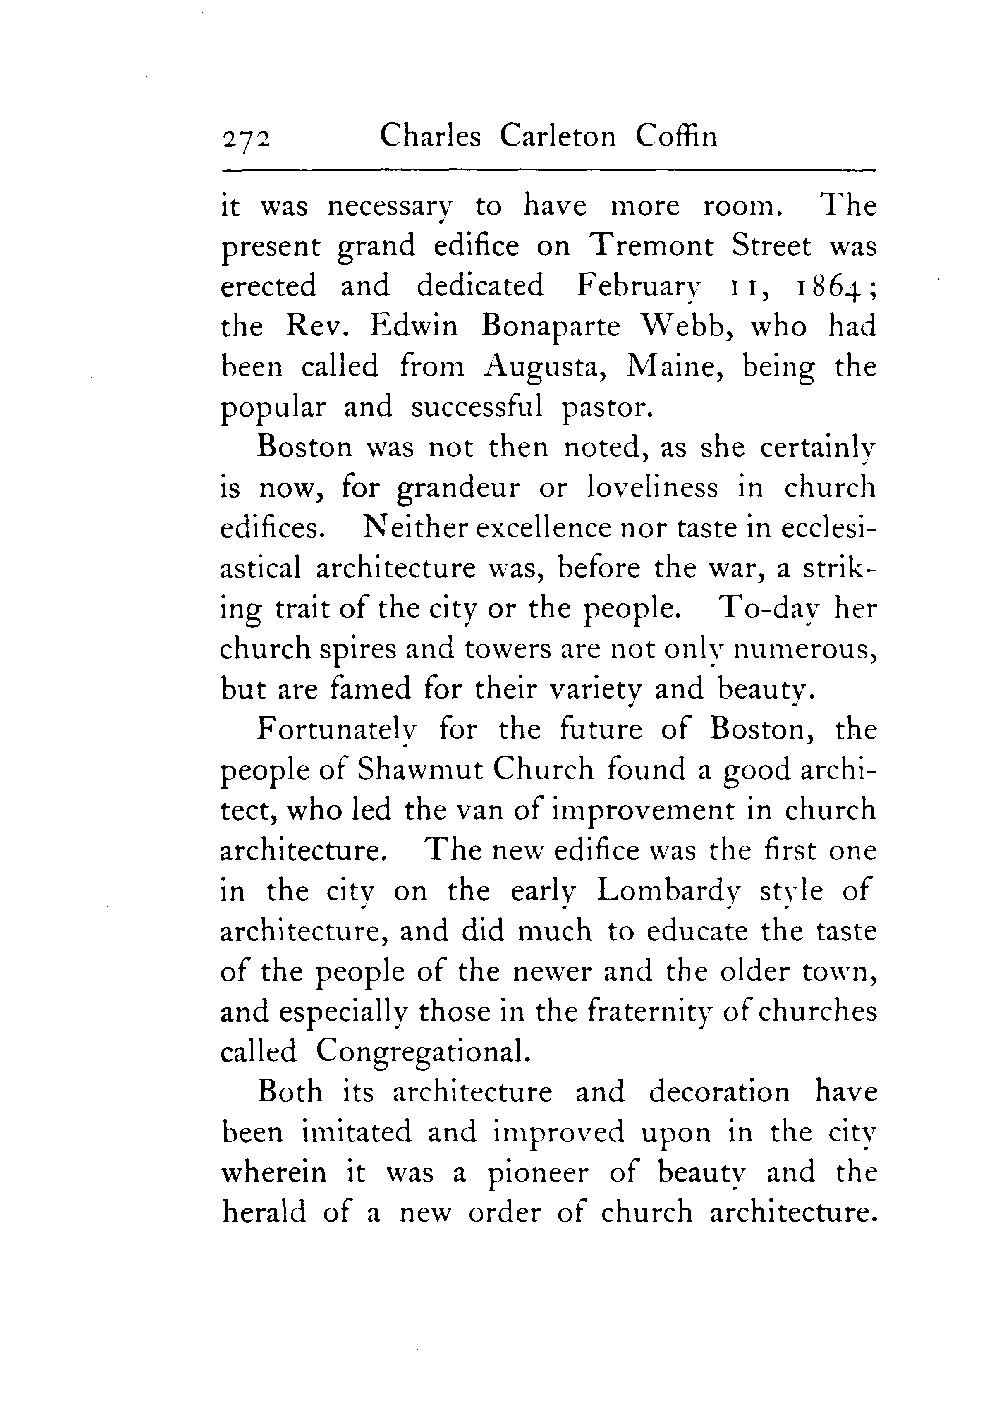 272 Charles Carleton Coffin
it was necessary to have more room. The
present grand edifice on Tremont Street was
erected and dedicated February 11, 1864;
the Rev. Edwin Bonaparte Webb, who had
been called from Augusta, Maine, being the
popular and successful pastor.
Boston was not then noted, as she certainly
is now, for grandeur or loveliness in church
edifices. Neither excellence nor taste in ecclesi-
astical architecture was, before the war, a strik-
ing trait of the city or the people. To-day her
church spires and towers are not only numerous,
but are famed for their variety and beauty.
Fortunately for the future of Boston, the
people of Shawmut Church found a good archi-
tect, who led the van of improvement in church
architecture. The new edifice was the first one
in the city on the early Lombardy style of
architecture, and did much to educate the taste
of the people of the newer and the older town,
and especially those in the fraternity of churches
called Congregational.
Both its architecture and decoration have
been imitated and improved upon in the city
wherein it was a pioneer of beauty and the
herald of a new order of church architecture.